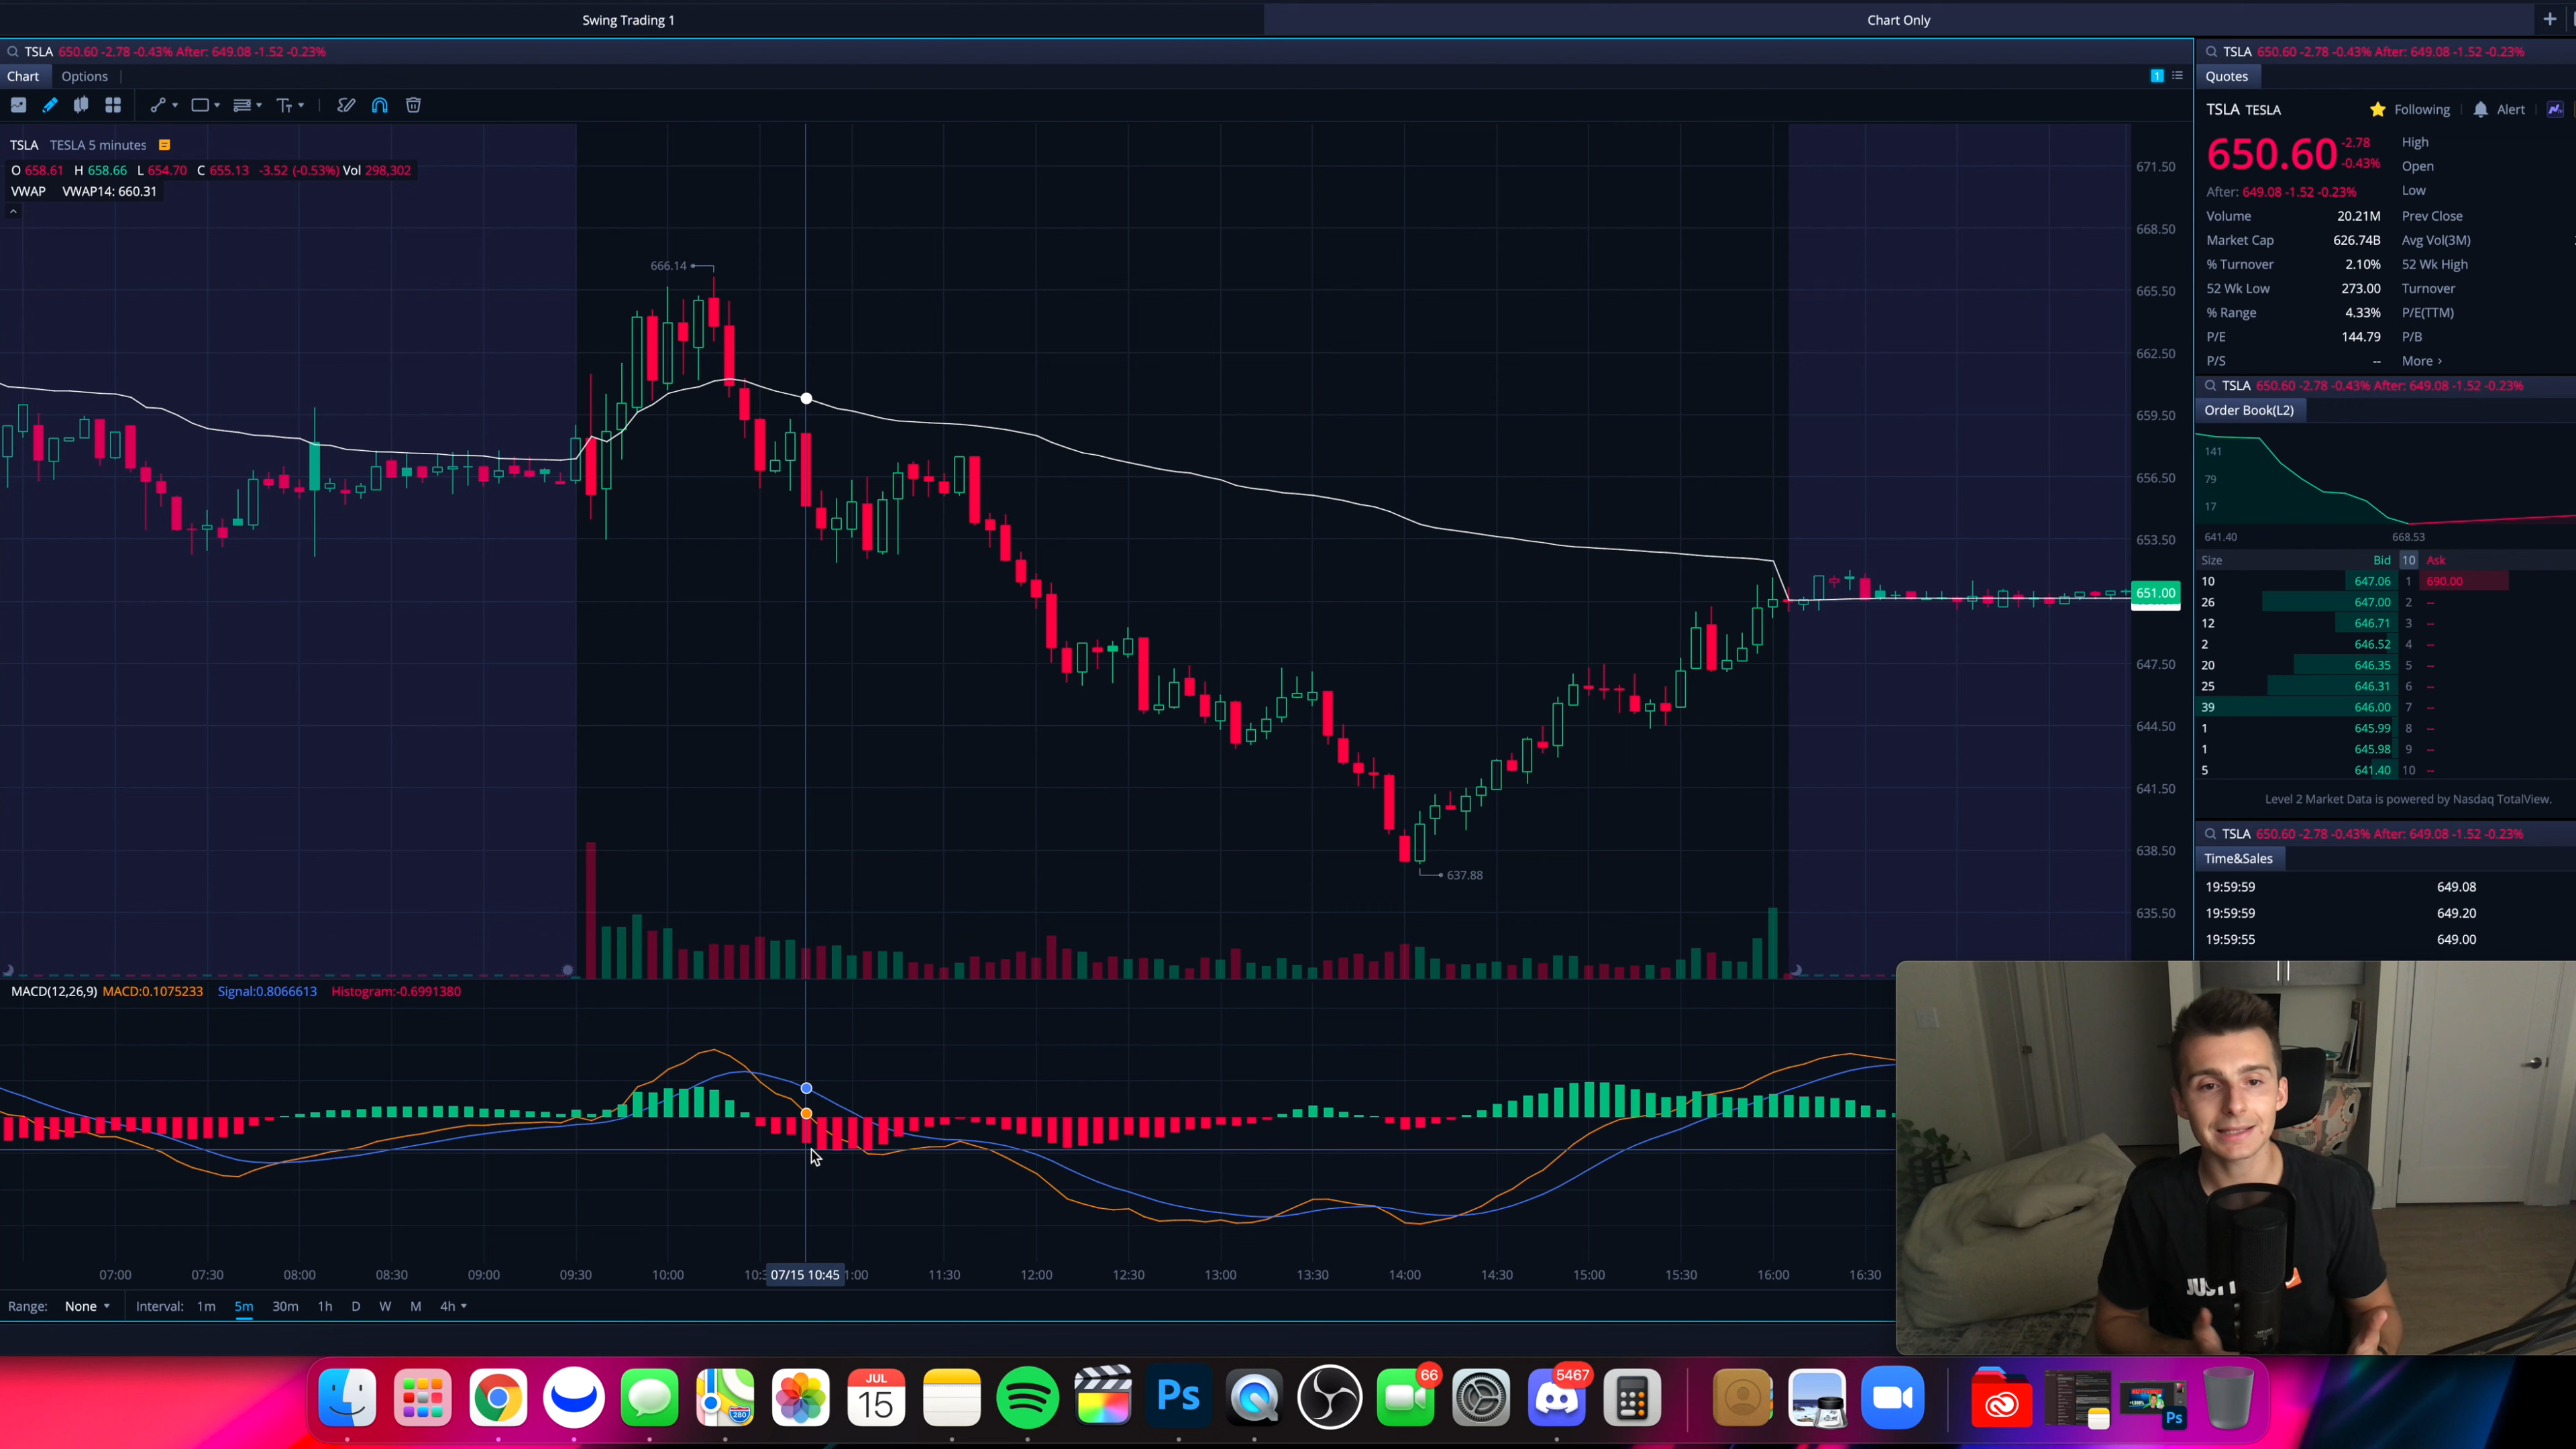 Swing Trading 1
Chart Only
TSLA 650.60 -2.78 -0.43% After: 649.08 -1.52 -0.23%
Chart Options
1
TSLA TESLA 5 minutes
O 658.61 H 658.66 L 654.70 C 655.13 -3.52 (-0.53%) Vol 298,302
VWAP VWAP14: 660.31
666.14
637.88
671.50
668.50
665.50
662.50
659.50
656.50
653.50
651.00
647.50
644.50
641.50
638.50
635.50
MACD(12,26,9) MACD:0.1075233 Signal:0.8066613 Histogram:-0.6991380
07:00 07:30 08:00 08:30 09:00 09:30 10:00 10:3 07/15 10:45 1:00 11:30 12:00 12:30 13:00 13:30 14:00 14:30 15:00 15:30 16:00 16:30
Range: None Interval: 1m 5m 30m 1h D W M 4h
TSLA 650.60 -2.78 -0.43% After: 649.08 -1.52 -0.23%
Quotes
TSLA TESLA Following Alert
650.60 -2.78 -0.43%
After: 649.08 -1.52 -0.23%
High
Open
Low
Volume 20.21M Prev Close
Market Cap 626.74B Avg Vol(3M)
% Turnover 2.10% 52 Wk High
52 Wk Low 273.00 Turnover
% Range 4.33% P/E(TTM)
P/E 144.79 P/B
P/S -- More ›
TSLA 650.60 -2.78 -0.43% After: 649.08 -1.52 -0.23%
Order Book(L2)
141
79
17
641.40 668.53
Size Bid 10 Ask
10 647.06 1 690.00
26 647.00 2 --
12 646.71 3 --
2 646.52 4 --
20 646.35 5 --
25 646.31 6 --
39 646.00 7 --
1 645.99 8 --
1 645.98 9 --
5 641.40 10 --
Level 2 Market Data is powered by Nasdaq TotalView.
TSLA 650.60 -2.78 -0.43% After: 649.08 -1.52 -0.23%
Time&Sales
19:59:59 649.08
19:59:59 649.20
19:59:55 649.00
280
JUL
15
Ps
66
5467
Ps